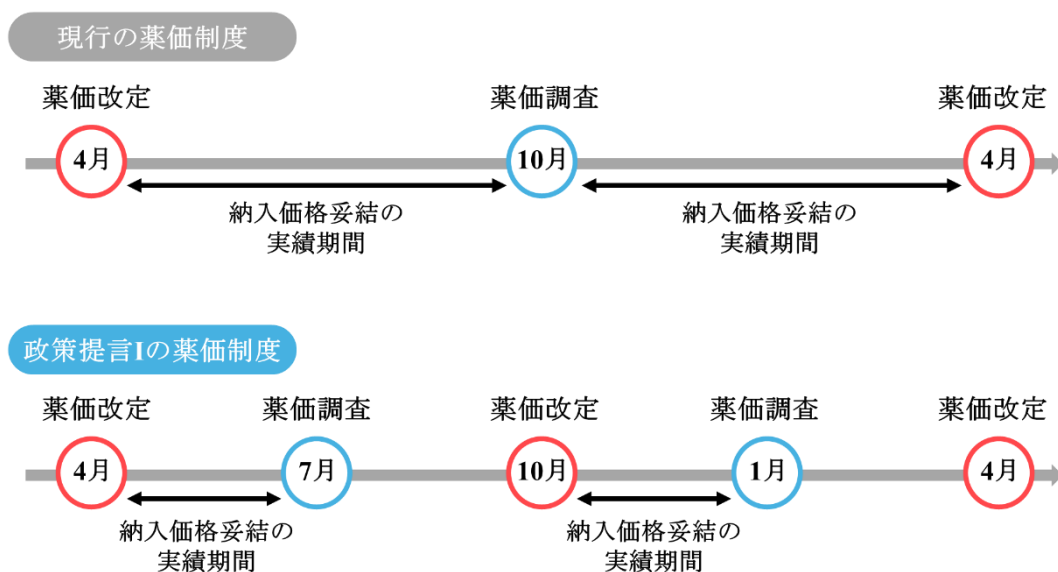 現行の薬価制度
薬価改定 薬価調査 薬価改定
4月 10月 4月
納入価格妥結の 納入価格妥結の
実績期間 実績期間
政策提言Iの薬価制度
薬価改定 薬価調査 薬価改定 薬価調査 薬価改定
4月 7月 10月 1月 4月
納入価格妥結の 納入価格妥結の
実績期間 実績期間